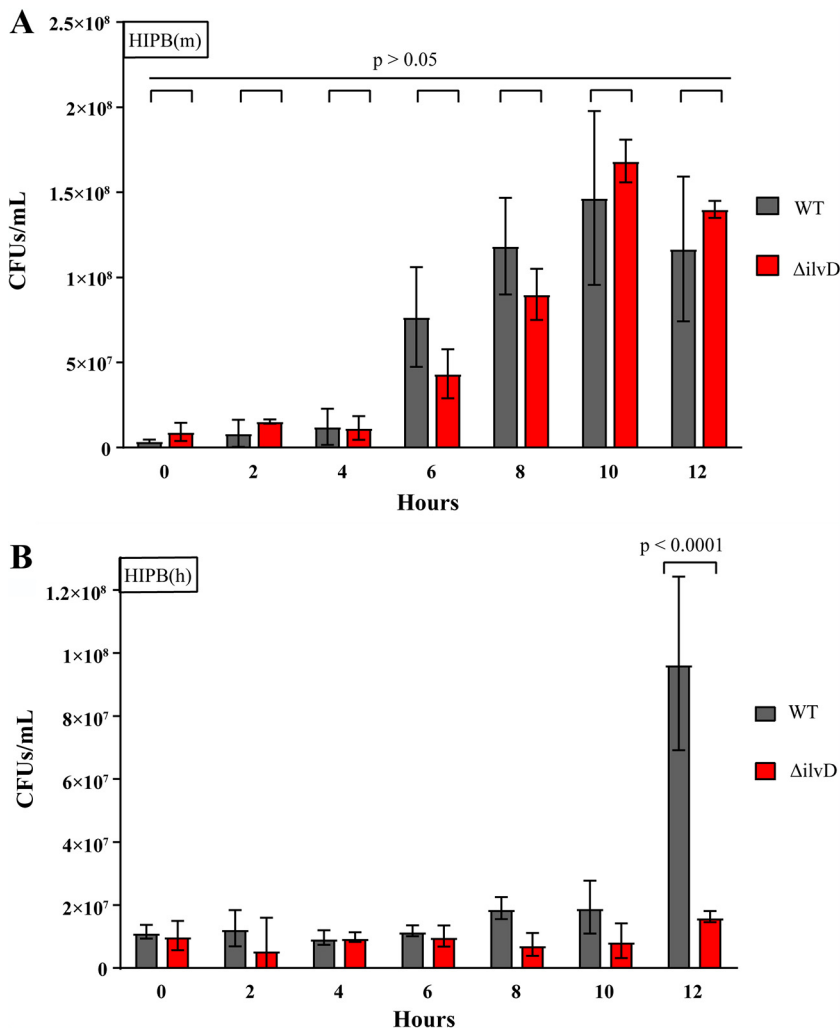 A
HIPB(m)
p > 0.05
2.5×10⁸
2×10⁸
1.5×10⁸
1×10⁸
5×10⁷
0
CFUs/mL
WT
ΔilvD
0 2 4 6 8 10 12
Hours
B
HIPB(h)
p < 0.0001
1.2×10⁸
1×10⁸
8×10⁷
6×10⁷
4×10⁷
2×10⁷
0
CFUs/mL
WT
ΔilvD
0 2 4 6 8 10 12
Hours